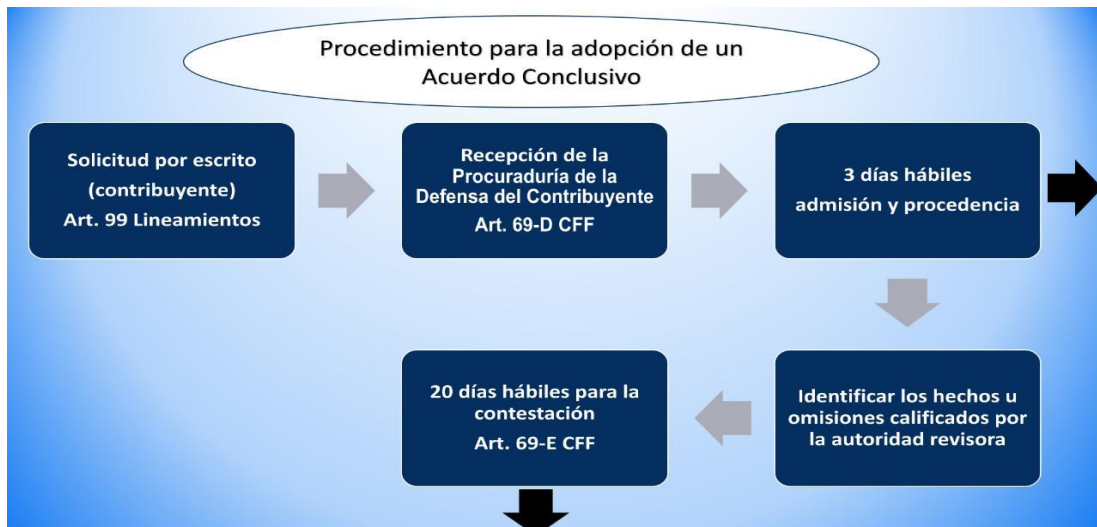 Procedimiento para la adopción de un
Acuerdo Conclusivo
Solicitud por escrito
(contribuyente)
Art. 99 Lineamientos
Recepción de la
Procuraduría de la
Defensa del Contribuyente
Art. 69-D CFF
3 días hábiles
admisión y procedencia
Identificar los hechos u
omisiones calificados por
la autoridad revisora
20 días hábiles para la
contestación
Art. 69-E CFF